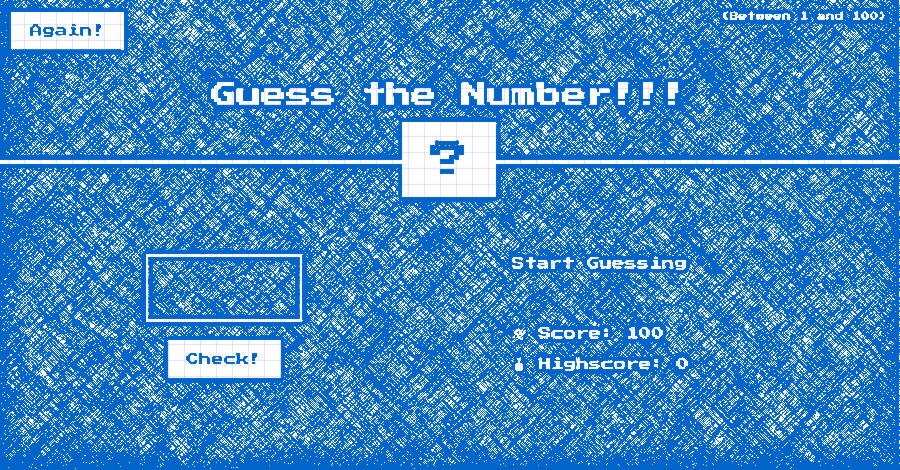 Again!
(Between 1 and 100)
Guess the Number!!!
?
Start Guessing
Score: 100
Check!
Highscore: 0